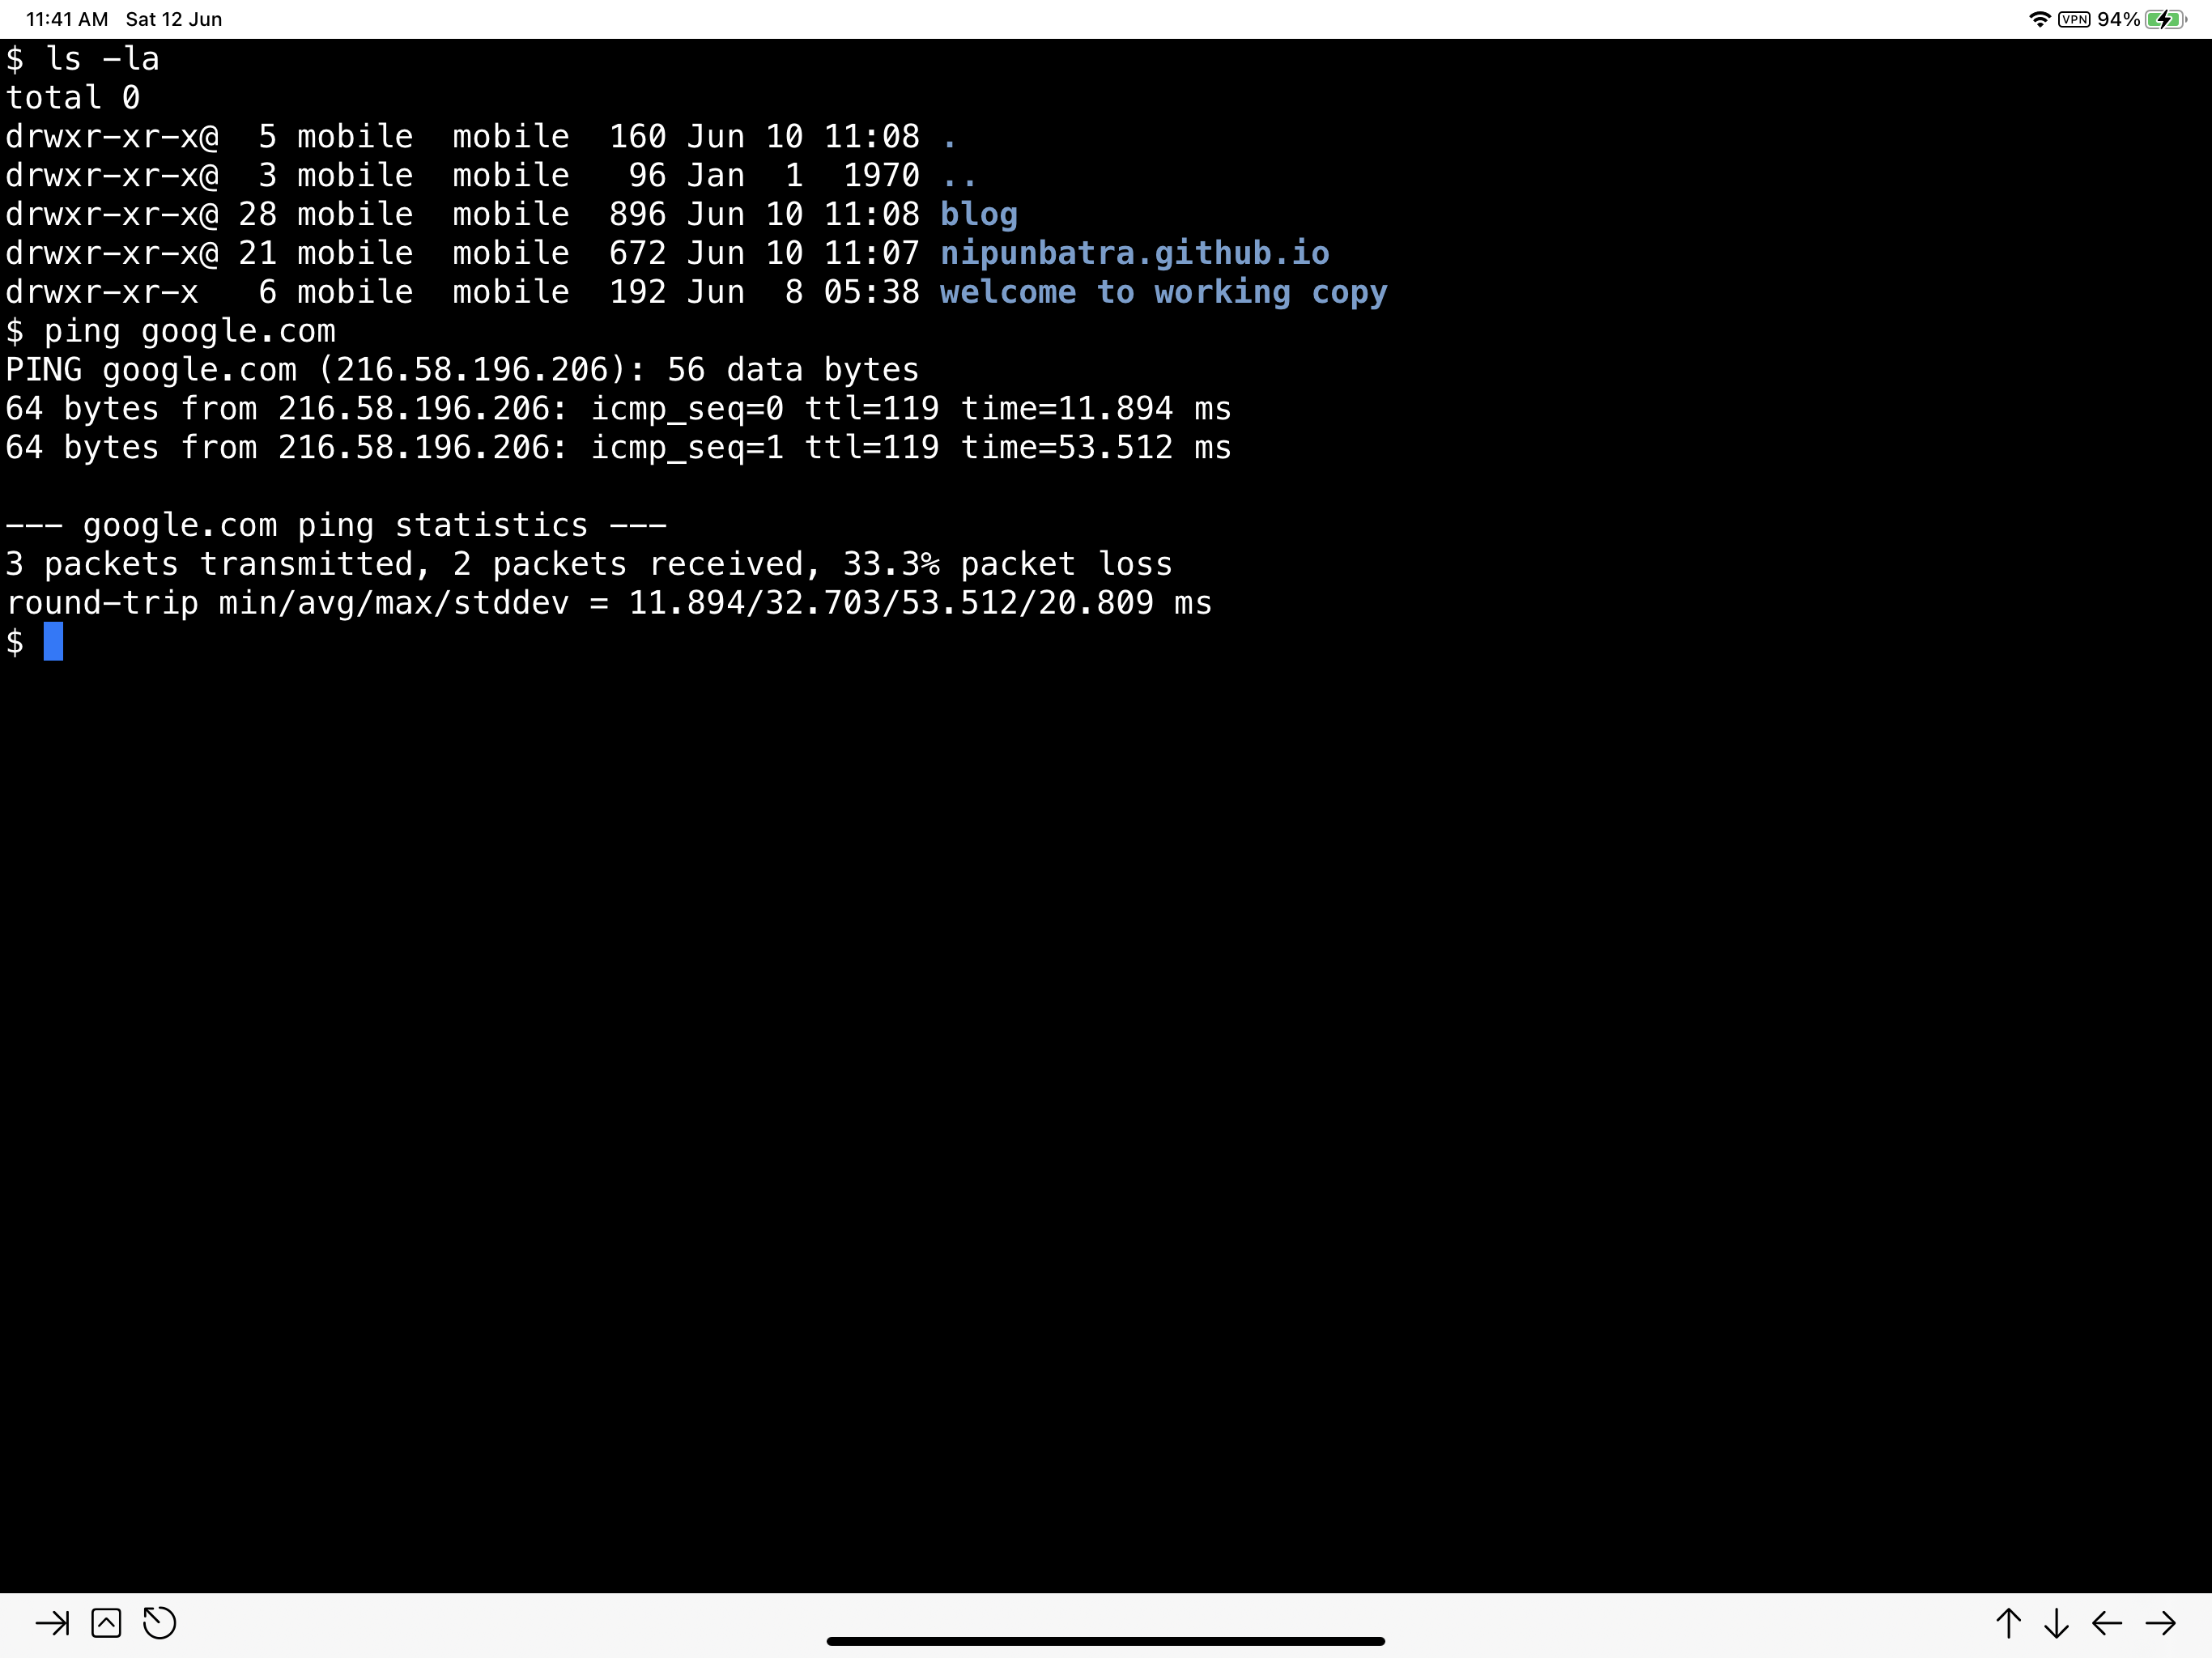 11:41 AM Sat 12 Jun VPN 94%
$ ls -la
total 0
drwxr-xr-x@  5 mobile  mobile  160 Jun 10 11:08 .
drwxr-xr-x@  3 mobile  mobile   96 Jan  1  1970 ..
drwxr-xr-x@ 28 mobile  mobile  896 Jun 10 11:08 blog
drwxr-xr-x@ 21 mobile  mobile  672 Jun 10 11:07 nipunbatra.github.io
drwxr-xr-x   6 mobile  mobile  192 Jun  8 05:38 welcome to working copy
$ ping google.com
PING google.com (216.58.196.206): 56 data bytes
64 bytes from 216.58.196.206: icmp_seq=0 ttl=119 time=11.894 ms
64 bytes from 216.58.196.206: icmp_seq=1 ttl=119 time=53.512 ms
--- google.com ping statistics ---
3 packets transmitted, 2 packets received, 33.3% packet loss
round-trip min/avg/max/stddev = 11.894/32.703/53.512/20.809 ms
$